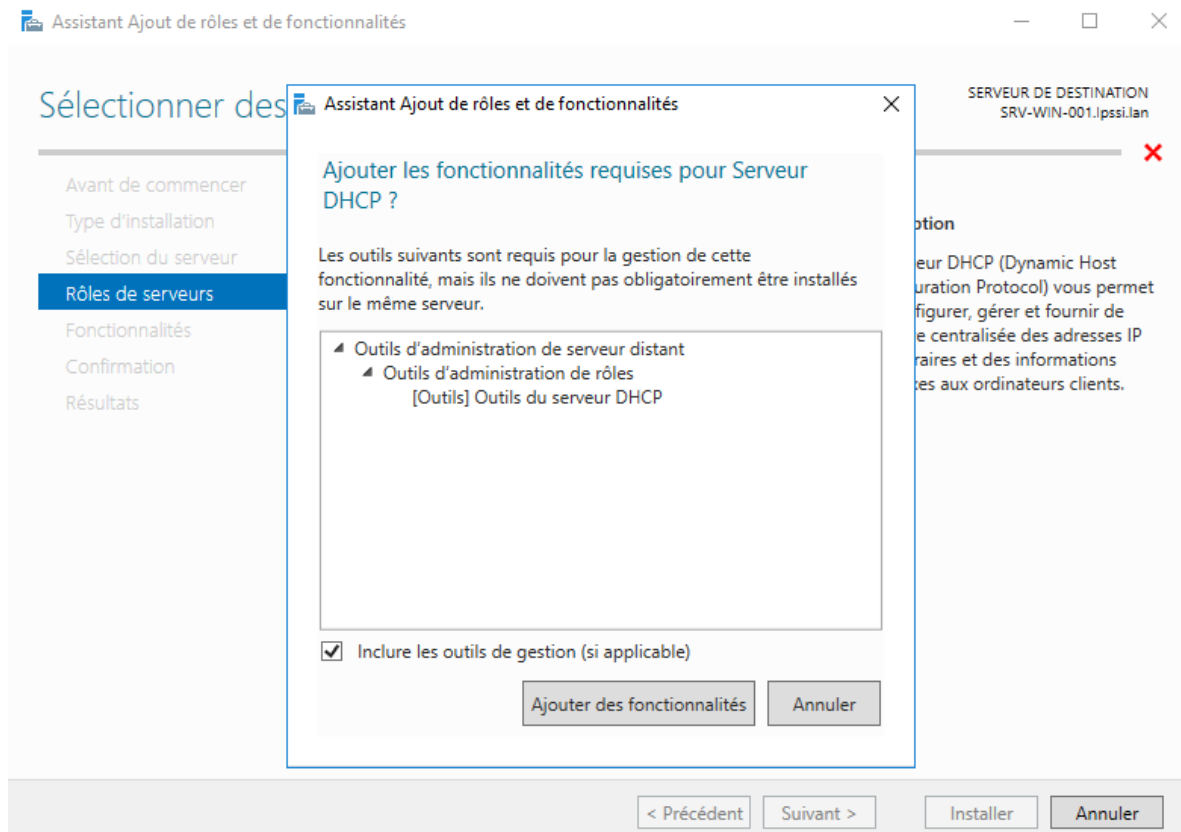 Assistant Ajout de rôles et de fonctionnalités
Sélectionner des
SERVEUR DE DESTINATION
SRV-WIN-001.lpssi.lan
Avant de commencer
Type d'installation
Sélection du serveur
Rôles de serveurs
Fonctionnalités
Confirmation
Résultats
Assistant Ajout de rôles et de fonctionnalités
Ajouter les fonctionnalités requises pour Serveur
DHCP ?
Les outils suivants sont requis pour la gestion de cette
fonctionnalité, mais ils ne doivent pas obligatoirement être installés
sur le même serveur.
Outils d'administration de serveur distant
Outils d'administration de rôles
[Outils] Outils du serveur DHCP
Inclure les outils de gestion (si applicable)
Ajouter des fonctionnalités
Annuler
ption
eur DHCP (Dynamic Host
uration Protocol) vous permet
figurer, gérer et fournir de
e centralisée des adresses IP
raires et des informations
es aux ordinateurs clients.
< Précédent
Suivant >
Installer
Annuler